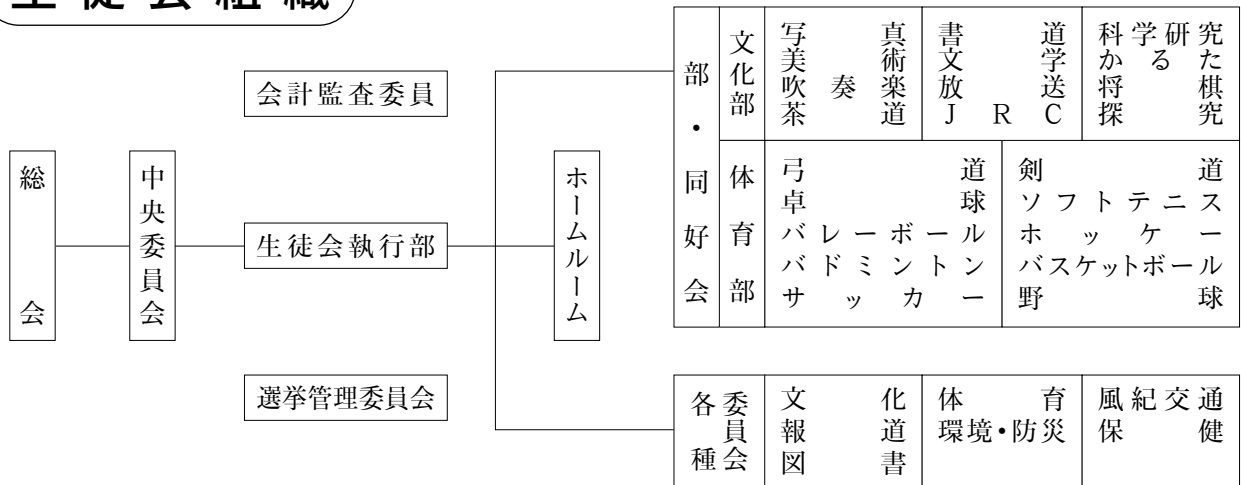 生徒会組織
総会
中央委員会
会計監査委員
生徒会執行部
選挙管理委員会
ホームルーム
部・同好会
文化部
写真
美術
吹奏楽
茶道
書道
文学
放送
JRC
科学研究
かるた
将棋
探究
体育部
弓道
卓球
バレーボール
バドミントン
サッカー
剣道
ソフトテニス
ホッケー
バスケットボール
野球
各種委員会
文化
報道
図書
体育
環境・防災
風紀交通
保健